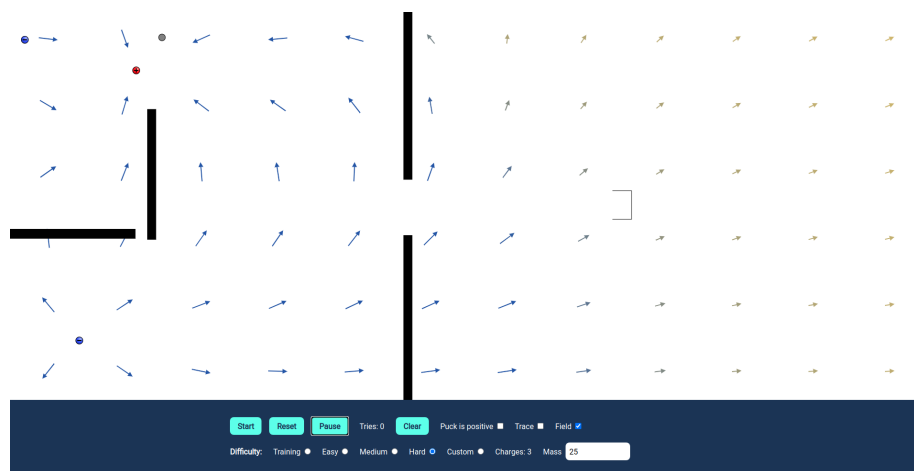 Start Reset Pause Tries: 0 Clear Puck is positive Trace Field
Difficulty: Training Easy Medium Hard Custom Charges: 3 Mass 25